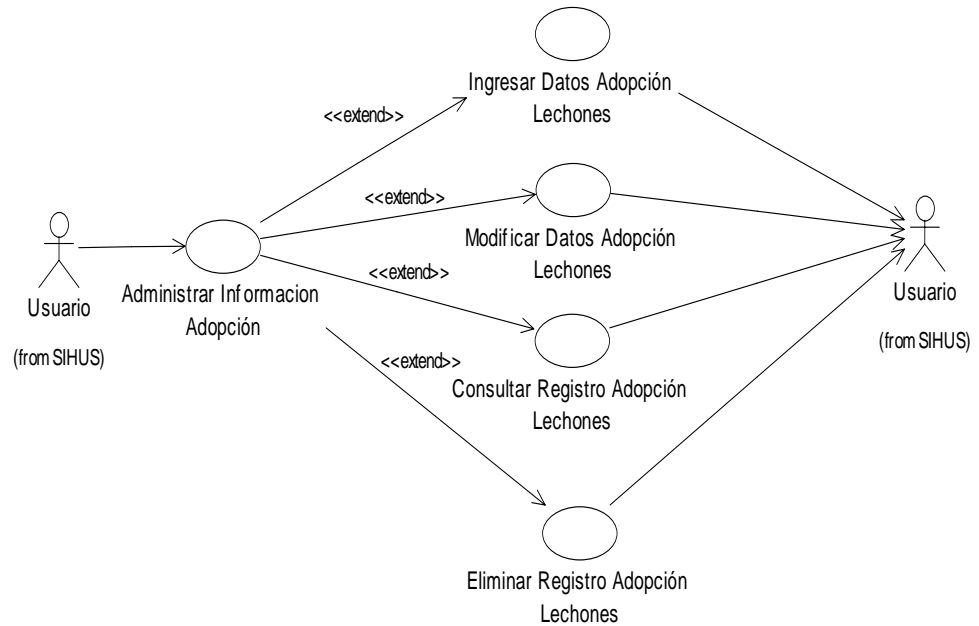 Ingresar Datos Adopción
Lechones
<<extend>>
<<extend>>
Modificar Datos Adopción
Lechones
<<extend>>
Usuario
(from SIHUS)
Administrar Informacion
Adopción
Usuario
(from SIHUS)
<<extend>>
Consultar Registro Adopción
Lechones
Eliminar Registro Adopción
Lechones